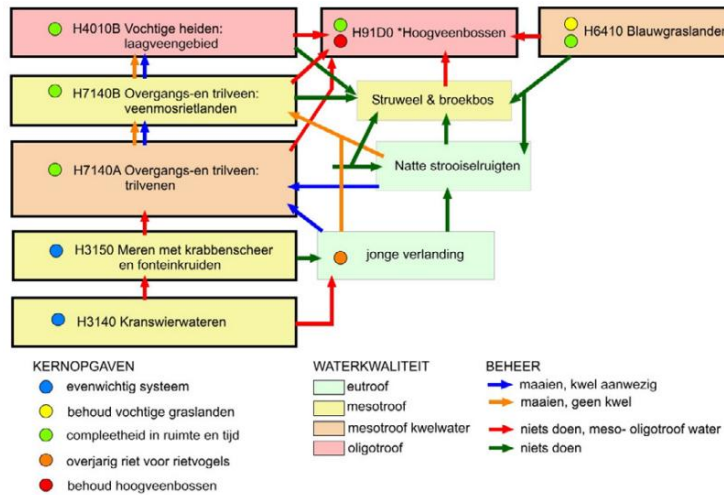 H4010B Vochtige heiden:
laagveengebied
H91D0 *Hoogveenbossen
H6410 Blauwgraslanden
H7140B Overgangs-en trilveen:
veenmosrietlanden
Struweel & broekbos
H7140A Overgangs-en trilveen:
trilvenen
Natte strooiselruigten
H3150 Meren met krabbenscheer
en fonteinkruiden
jonge verlanding
H3140 Kranswierwateren
KERNOPGAVEN
evenwichtig systeem
behoud vochtige graslanden
compleetheid in ruimte en tijd
overjarig riet voor rietvogels
behoud hoogveenbossen
WATERKWALITEIT
eutroof
mesotroof
mesotroof kwelwater
oligotroof
BEHEER
maaien, kwel aanwezig
maaien, geen kwel
niets doen, meso- oligotroof water
niets doen